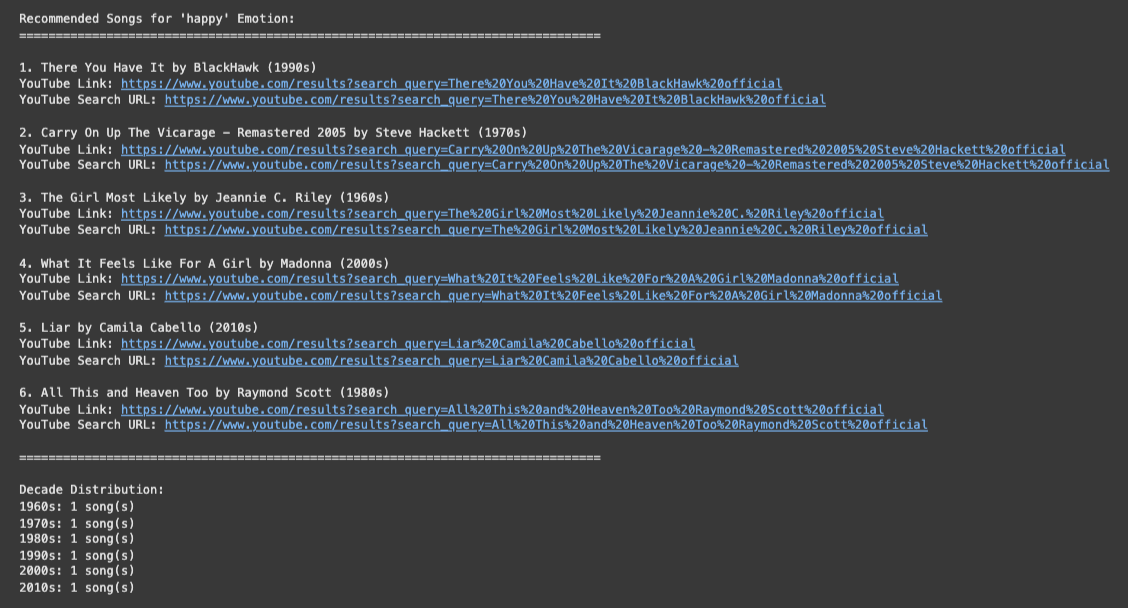 Recommended Songs for 'happy' Emotion:
================================================================================
1. There You Have It by BlackHawk (1990s)
YouTube Link: https://www.youtube.com/results?search_query=There%20You%20Have%20It%20BlackHawk%20official
YouTube Search URL: https://www.youtube.com/results?search_query=There%20You%20Have%20It%20BlackHawk%20official
2. Carry On Up The Vicarage - Remastered 2005 by Steve Hackett (1970s)
YouTube Link: https://www.youtube.com/results?search_query=Carry%20On%20Up%20The%20Vicarage%20-%20Remastered%202005%20Steve%20Hackett%20official
YouTube Search URL: https://www.youtube.com/results?search_query=Carry%20On%20Up%20The%20Vicarage%20-%20Remastered%202005%20Steve%20Hackett%20official
3. The Girl Most Likely by Jeannie C. Riley (1960s)
YouTube Link: https://www.youtube.com/results?search_query=The%20Girl%20Most%20Likely%20Jeannie%20C.%20Riley%20official
YouTube Search URL: https://www.youtube.com/results?search_query=The%20Girl%20Most%20Likely%20Jeannie%20C.%20Riley%20official
4. What It Feels Like For A Girl by Madonna (2000s)
YouTube Link: https://www.youtube.com/results?search_query=What%20It%20Feels%20Like%20For%20A%20Girl%20Madonna%20official
YouTube Search URL: https://www.youtube.com/results?search_query=What%20It%20Feels%20Like%20For%20A%20Girl%20Madonna%20official
5. Liar by Camila Cabello (2010s)
YouTube Link: https://www.youtube.com/results?search_query=Liar%20Camila%20Cabello%20official
YouTube Search URL: https://www.youtube.com/results?search_query=Liar%20Camila%20Cabello%20official
6. All This and Heaven Too by Raymond Scott (1980s)
YouTube Link: https://www.youtube.com/results?search_query=All%20This%20and%20Heaven%20Too%20Raymond%20Scott%20official
YouTube Search URL: https://www.youtube.com/results?search_query=All%20This%20and%20Heaven%20Too%20Raymond%20Scott%20official
================================================================================
Decade Distribution:
1960s: 1 song(s)
1970s: 1 song(s)
1980s: 1 song(s)
1990s: 1 song(s)
2000s: 1 song(s)
2010s: 1 song(s)